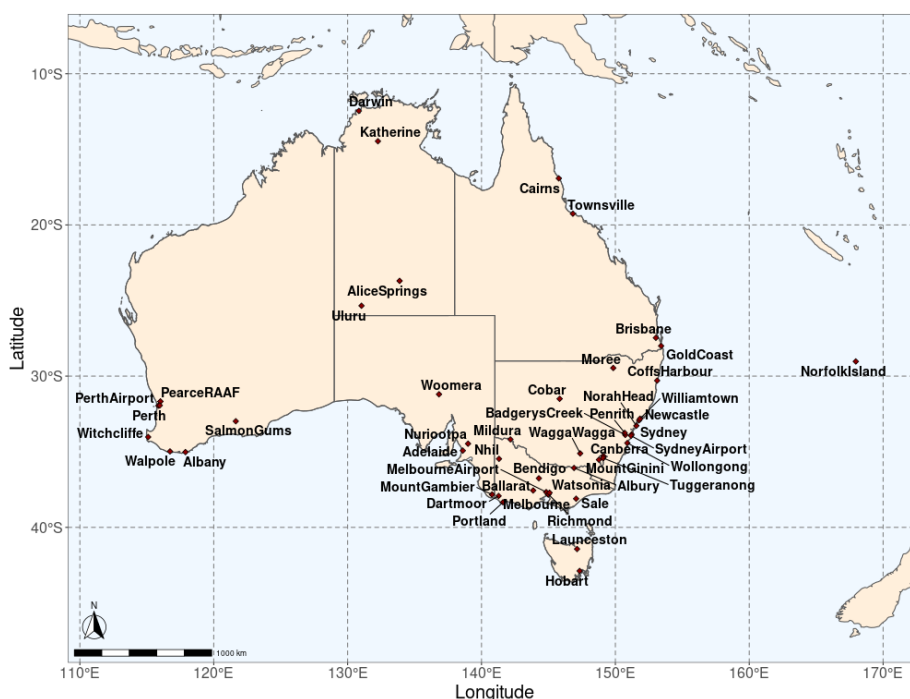 10°S
20°S
30°S
40°S
Latitude
Darwin
Katherine
Cairns
Townsville
AliceSprings
Uluru
Brisbane
GoldCoast
Moree
CoffsHarbour
NorfolkIsland
Woomera
Cobar
NorahHead
Williamtown
PerthAirport
PearceRAAF
Perth
BadgerysCreek
Penrith
Newcastle
Witchcliffe
SalmonGums
Nuriootpa
Mildura
WaggaWagga
Sydney
Adelaide
Nhil
Canberra
SydneyAirport
Walpole
Albany
MelbourneAirport
Bendigo
MountGinini
Wollongong
MountGambier
Ballarat
Watsonia
Albury
Tuggeranong
Dartmoor
Melbourne
Sale
Portland
Richmond
Launceston
Hobart
N
1000 km
110°E
120°E
130°E
140°E
150°E
160°E
170°E
Longitude